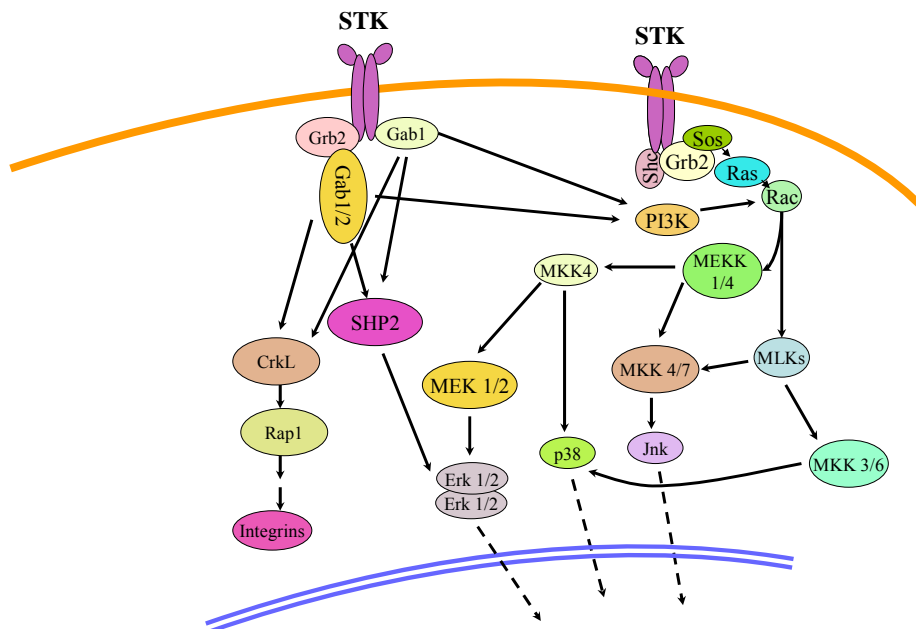 STK
STK
Grb2
Gab1
Gab1/2
Sos
Shc
Grb2
Ras
Rac
PI3K
MKK4
MEKK
1/4
SHP2
CrkL
MEK 1/2
MKK 4/7
MLKs
Rap1
p38
Jnk
MKK 3/6
Erk 1/2
Erk 1/2
Integrins